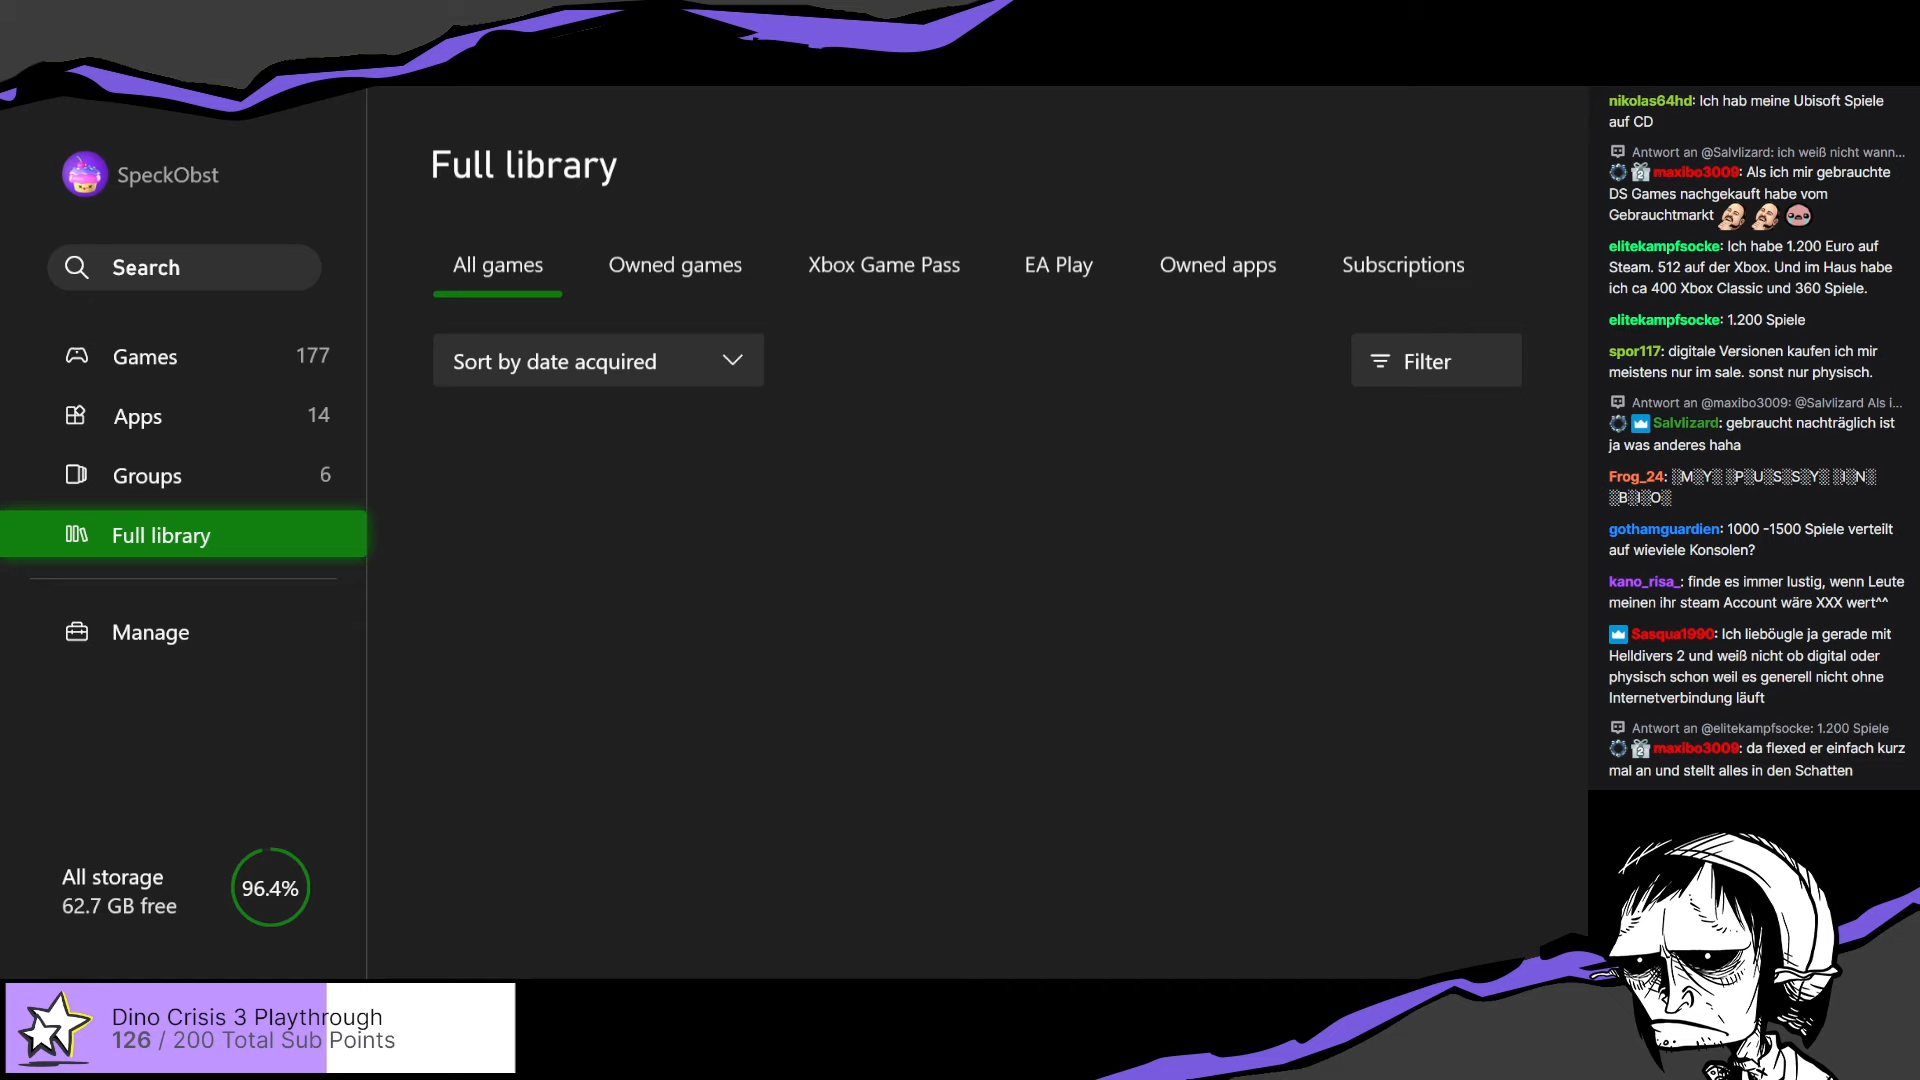 SpeckObst
Search
Games 177
Apps 14
Groups 6
Full library
Manage
All storage
62.7 GB free
96.4%
Full library
All games Owned games Xbox Game Pass EA Play Owned apps Subscriptions
Sort by date acquired
Filter
nikolas64hd: Ich hab meine Ubisoft Spiele
auf CD
Antwort an @Salvlizard: ich weiß nicht wann...
maxibo3009: Als ich mir gebrauchte
DS Games nachgekauft habe vom
Gebrauchtmarkt
elitekampfsocke: Ich habe 1.200 Euro auf
Steam. 512 auf der Xbox. Und im Haus habe
ich ca 400 Xbox Classic und 360 Spiele.
elitekampfsocke: 1.200 Spiele
spor117: digitale Versionen kaufen ich mir
meistens nur im sale. sonst nur physisch.
Antwort an @maxibo3009: @Salvlizard Als i...
Salvlizard: gebraucht nachträglich ist
ja was anderes haha
Frog_24: ░M░Y░ ░P░U░S░S░Y░ ░I░N░
░B░I░O░
gothamguardien: 1000 -1500 Spiele verteilt
auf wieviele Konsolen?
kano_risa_: finde es immer lustig, wenn Leute
meinen ihr steam Account wäre XXX wert^^
Sasqua1990: Ich lieböugle ja gerade mit
Helldivers 2 und weiß nicht ob digital oder
physisch schon weil es generell nicht ohne
Internetverbindung läuft
Antwort an @elitekampfsocke: 1.200 Spiele
maxibo3009: da flexed er einfach kurz
mal an und stellt alles in den Schatten
Dino Crisis 3 Playthrough
126 / 200 Total Sub Points